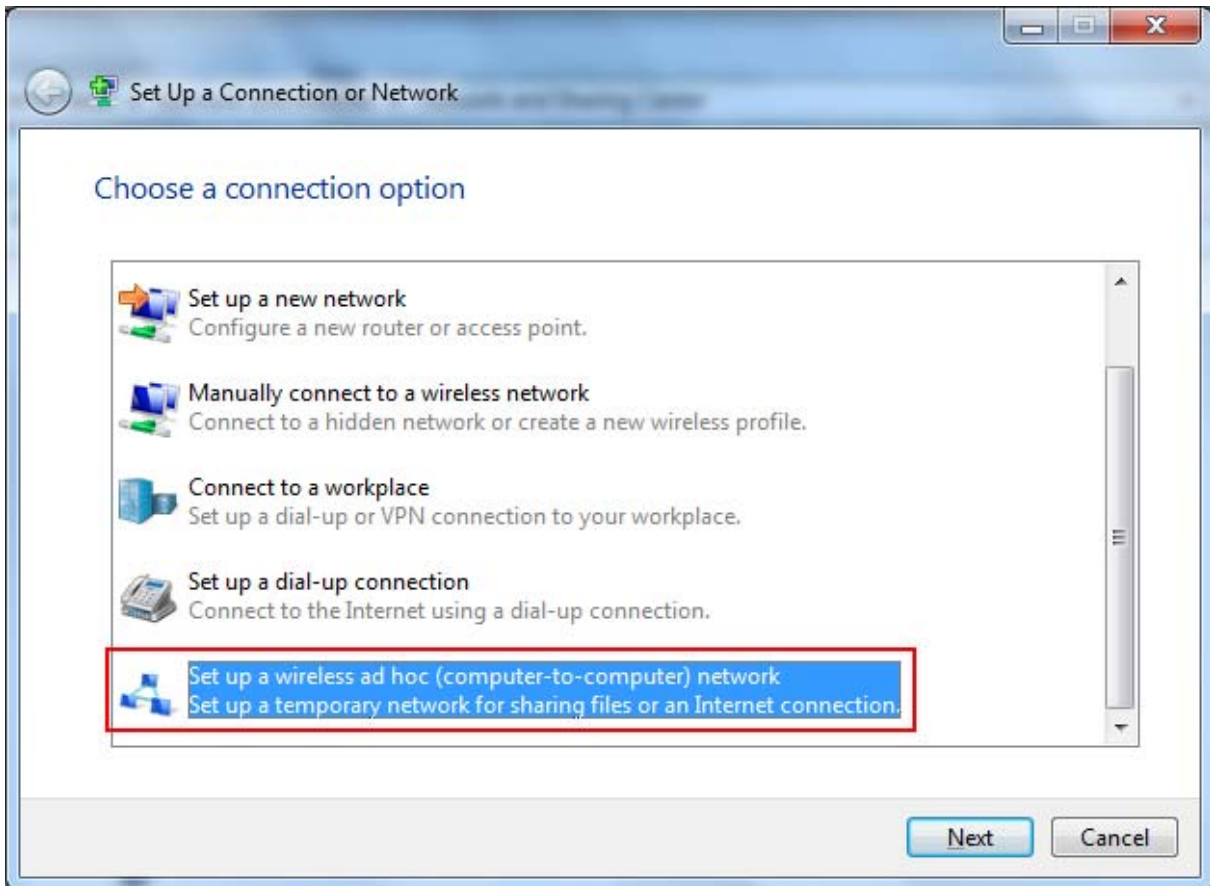 Set Up a Connection or Network
Choose a connection option
Set up a new network
Configure a new router or access point.
Manually connect to a wireless network
Connect to a hidden network or create a new wireless profile.
Connect to a workplace
Set up a dial-up or VPN connection to your workplace.
Set up a dial-up connection
Connect to the Internet using a dial-up connection.
Set up a wireless ad hoc (computer-to-computer) network
Set up a temporary network for sharing files or an Internet connection.
Next
Cancel